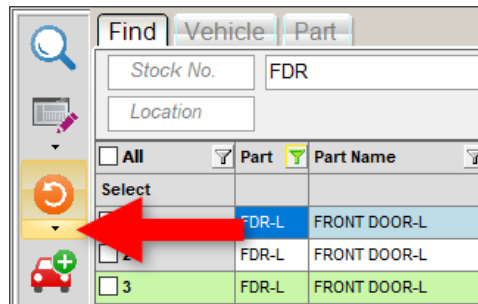 Find Vehicle Part
Stock No. FDR
Location
All Part Part Name
Select
FDR-L FRONT DOOR-L
FDR-L FRONT DOOR-L
3 FDR-L FRONT DOOR-L